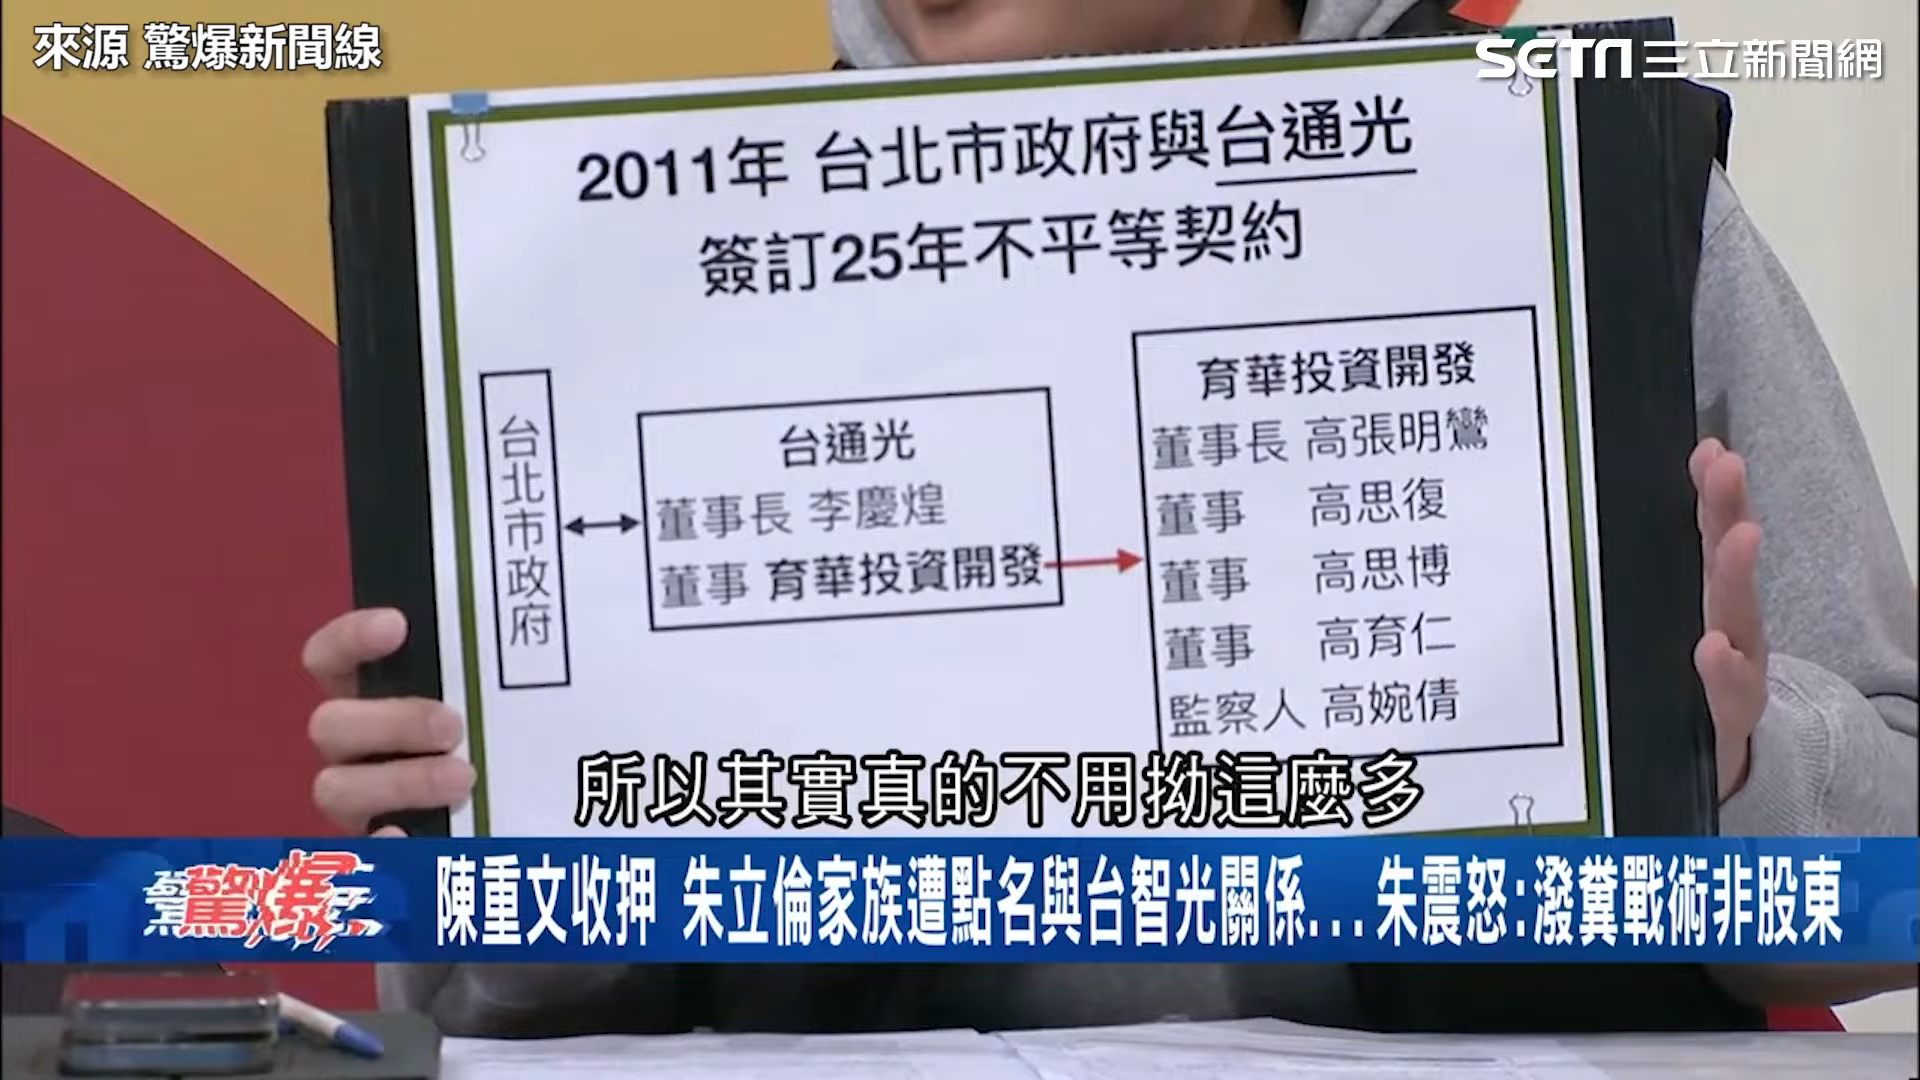 來源 驚爆新聞線
SETN三立新聞網
2011年 台北市政府與台通光
簽訂25年不平等契約
台北市政府
台通光
董事長 李慶煌
董事 育華投資開發
育華投資開發
董事長 高張明鸞
董事 高思復
董事 高思博
董事 高育仁
監察人 高婉倩
所以其實真的不用拗這麼多
驚爆
陳重文收押 朱立倫家族遭點名與台智光關係...朱震怒:潑糞戰術非股東